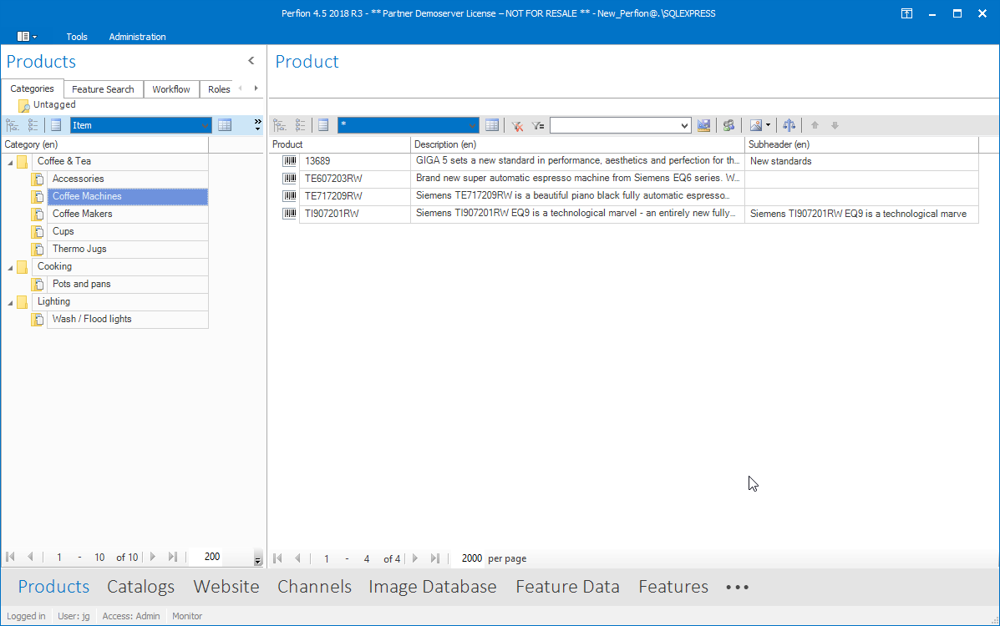 Perfion 4.5 2018 R3 - ** Partner Demoserver License – NOT FOR RESALE ** - New_Perfion@.\SQLEXPRESS
Tools Administration
Products
Categories Feature Search Workflow Roles
Untagged
Item
Category (en)
Coffee & Tea
Accessories
Coffee Machines
Coffee Makers
Cups
Thermo Jugs
Cooking
Pots and pans
Lighting
Wash / Flood lights
1 - 10 of 10 200
Product
*
Product Description (en) Subheader (en)
13689 GIGA 5 sets a new standard in performance, aesthetics and perfection for th... New standards
TE607203RW Brand new super automatic espresso machine from Siemens EQ6 series. W...
TE717209RW Siemens TE717209RW is a beautiful piano black fully automatic espresso...
TI907201RW Siemens TI907201RW EQ9 is a technological marvel - an entirely new fully... Siemens TI907201RW EQ9 is a technological marve
1 - 4 of 4 2000 per page
Products Catalogs Website Channels Image Database Feature Data Features •••
Logged in User: jg Access: Admin Monitor